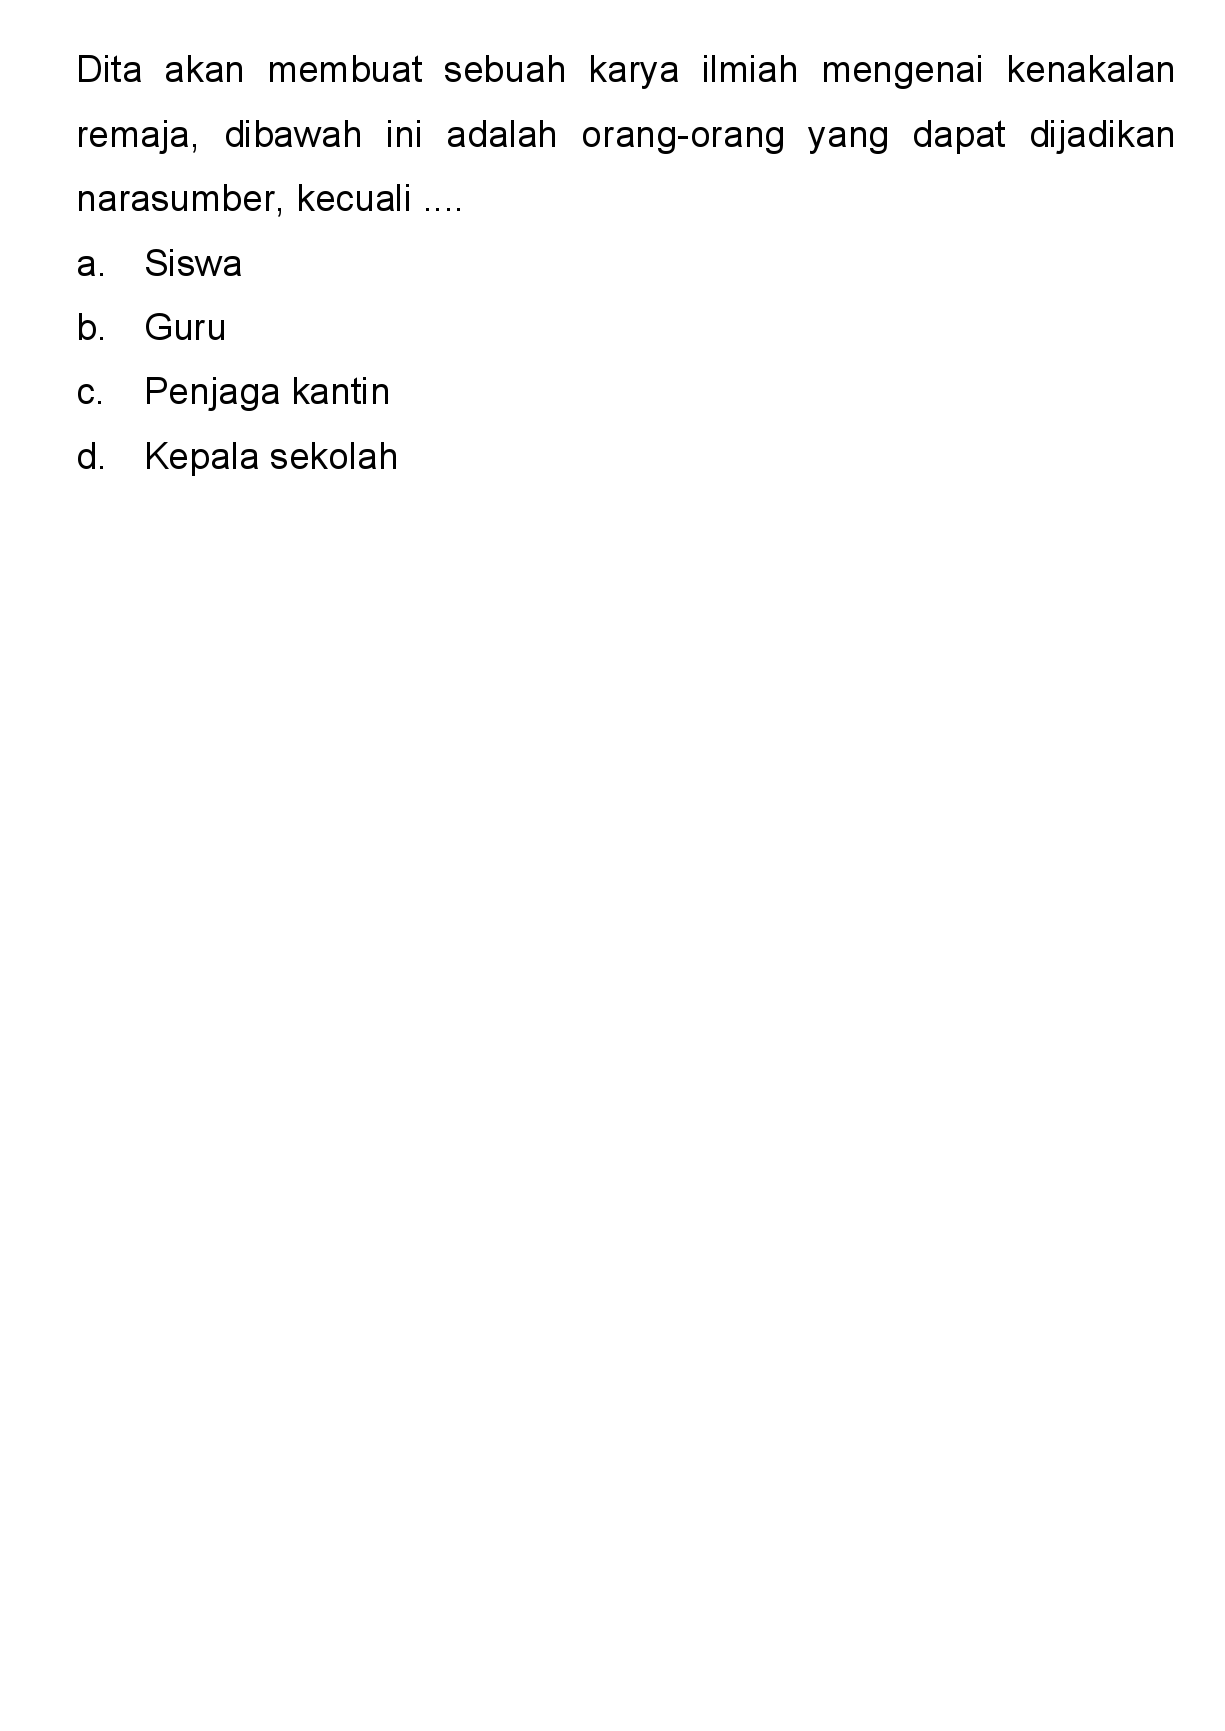 Dita akan membuat sebuah karya ilmiah mengenai kenakalan
remaja, dibawah ini adalah orang-orang yang dapat dijadikan
narasumber, kecuali ....
a. Siswa
b. Guru
c. Penjaga kantin
d. Kepala sekolah